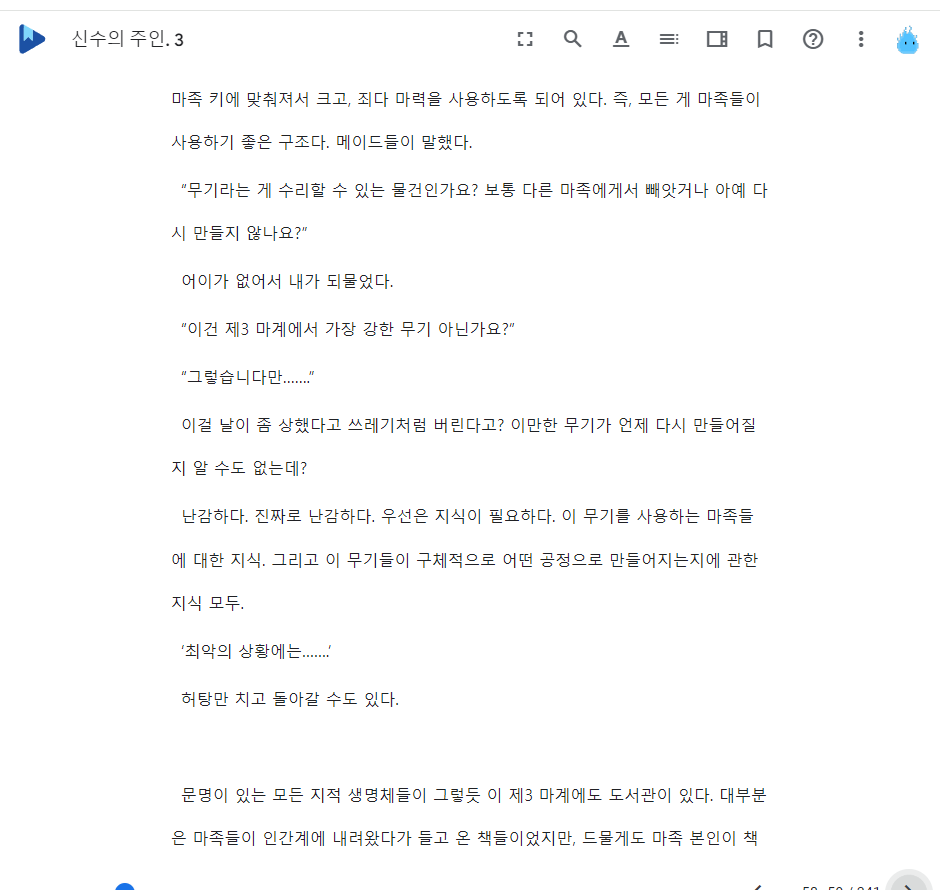 신수의 주인. 3
마족 키에 맞춰져서 크고, 죄다 마력을 사용하도록 되어 있다. 즉, 모든 게 마족들이
사용하기 좋은 구조다. 메이드들이 말했다.
“무기라는 게 수리할 수 있는 물건인가요? 보통 다른 마족에게서 빼앗거나 아예 다
시 만들지 않나요?”
어이가 없어서 내가 되물었다.
“이건 제3 마계에서 가장 강한 무기 아닌가요?”
“그렇습니다만.......”
이걸 날이 좀 상했다고 쓰레기처럼 버린다고? 이만한 무기가 언제 다시 만들어질
지 알 수도 없는데?
난감하다. 진짜로 난감하다. 우선은 지식이 필요하다. 이 무기를 사용하는 마족들
에 대한 지식. 그리고 이 무기들이 구체적으로 어떤 공정으로 만들어지는지에 관한
지식 모두.
‘최악의 상황에는.......’
허탕만 치고 돌아갈 수도 있다.
문명이 있는 모든 지적 생명체들이 그렇듯 이 제3 마계에도 도서관이 있다. 대부분
은 마족들이 인간계에 내려왔다가 들고 온 책들이었지만, 드물게도 마족 본인이 책